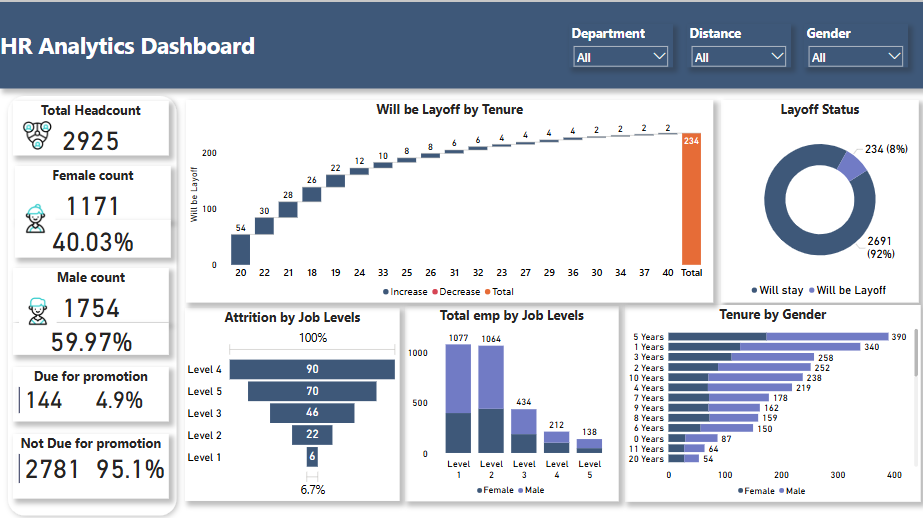 HR Analytics Dashboard
Department
All
Distance
All
Gender
All
Total Headcount
2925
Female count
1171
40.03%
Male count
1754
59.97%
Due for promotion
144 4.9%
Not Due for promotion
2781 95.1%
Will be Layoff by Tenure
Will be Layoff
200
100
0
54
30
28
26
22
12
10
8
8
6
6
4
4
4
4
2
2
2
2
2
234
20 22 21 18 19 24 33 25 26 31 32 23 27 29 36 30 34 37 40 Total
Increase Decrease Total
Layoff Status
234 (8%)
2691
(92%)
Will stay Will be Layoff
Attrition by Job Levels
100%
Level 4 90
Level 5 70
Level 3 46
Level 2 22
Level 1 6
6.7%
Total emp by Job Levels
1000
500
0
1077
1064
434
212
138
Level 1
Level 2
Level 3
Level 4
Level 5
Female Male
Tenure by Gender
5 Years 390
1 Years 340
3 Years 258
2 Years 252
10 Years 238
4 Years 219
7 Years 178
9 Years 162
8 Years 159
6 Years 150
0 Years 87
11 Years 64
20 Years 54
0 100 200 300 400
Female Male